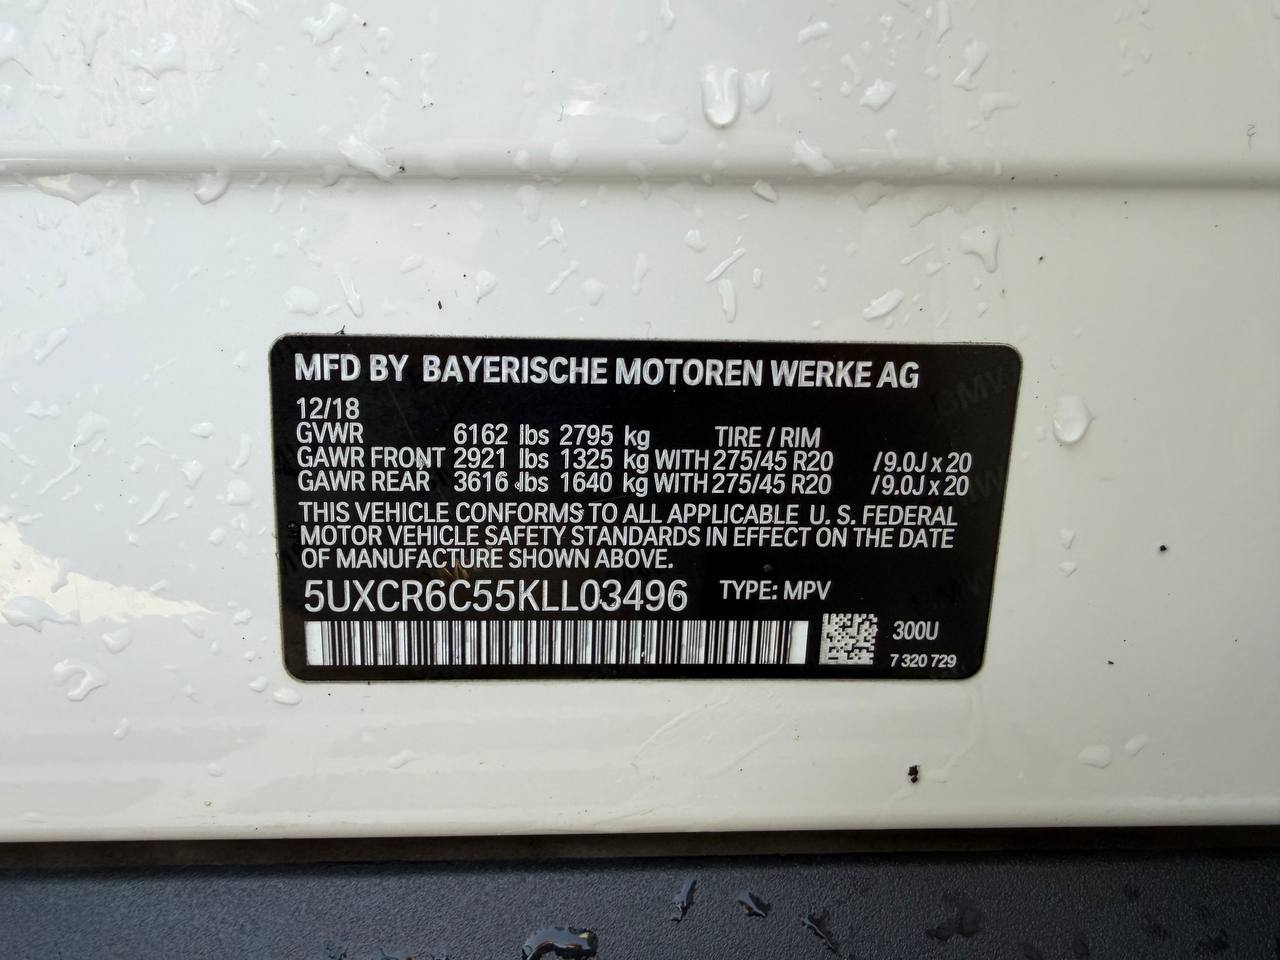 MFD BY BAYERISCHE MOTOREN WERKE AG
12/18
GVWR 6162 lbs 2795 kg TIRE / RIM
GAWR FRONT 2921 lbs 1325 kg WITH 275/45 R20 /9.0J x 20
GAWR REAR 3616 lbs 1640 kg WITH 275/45 R20 /9.0J x 20
THIS VEHICLE CONFORMS TO ALL APPLICABLE U. S. FEDERAL
MOTOR VEHICLE SAFETY STANDARDS IN EFFECT ON THE DATE
OF MANUFACTURE SHOWN ABOVE.
5UXCR6C55KLL03496 TYPE: MPV
300U
7 320 729